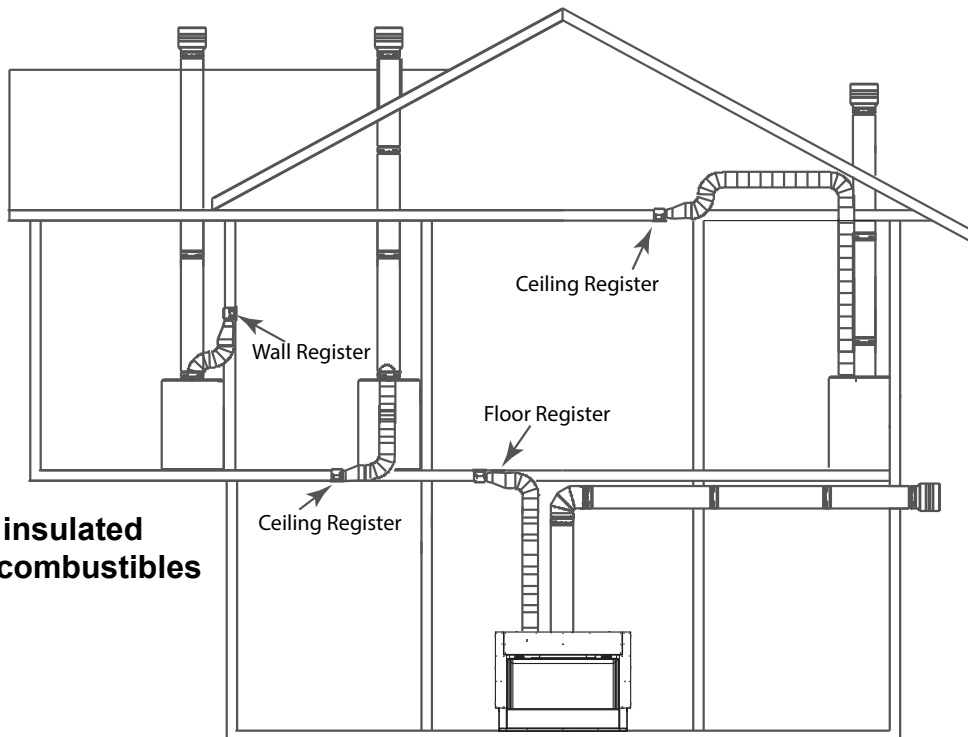 Ceiling Register
Wall Register
Floor Register
Ceiling Register
insulated
combustibles